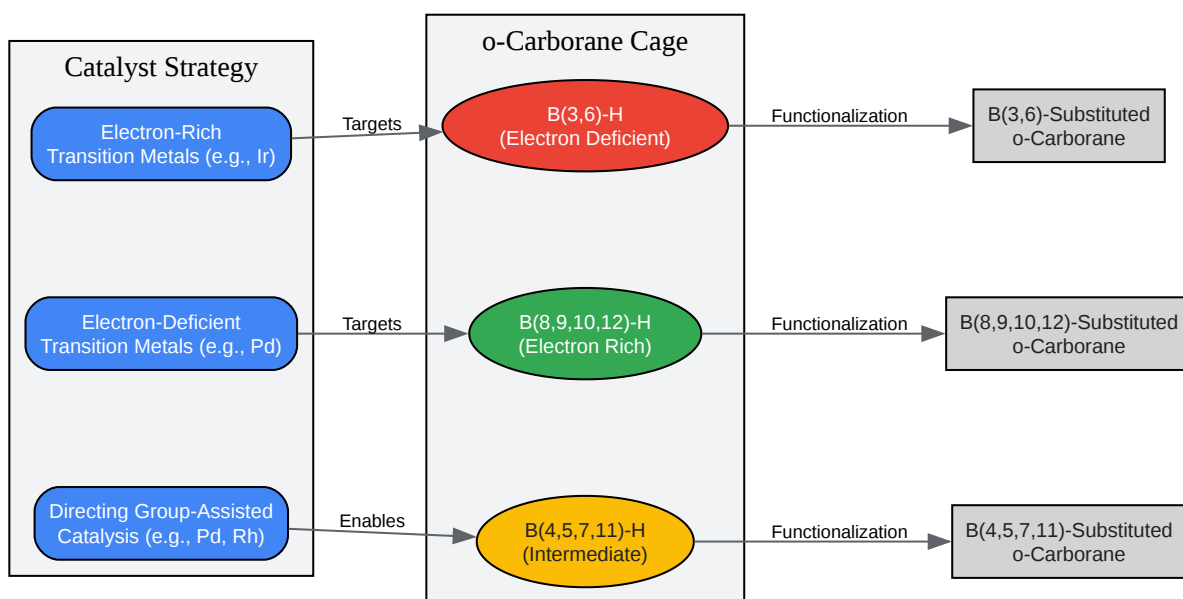 Catalyst Strategy
o-Carborane Cage
Electron-Rich
Transition Metals (e.g., Ir)
Targets
B(3,6)-H
(Electron Deficient)
Functionalization
B(3,6)-Substituted
o-Carborane
Electron-Deficient
Transition Metals (e.g., Pd)
Targets
B(8,9,10,12)-H
(Electron Rich)
Functionalization
B(8,9,10,12)-Substituted
o-Carborane
Directing Group-Assisted
Catalysis (e.g., Pd, Rh)
Enables
B(4,5,7,11)-H
(Intermediate)
Functionalization
B(4,5,7,11)-Substituted
o-Carborane